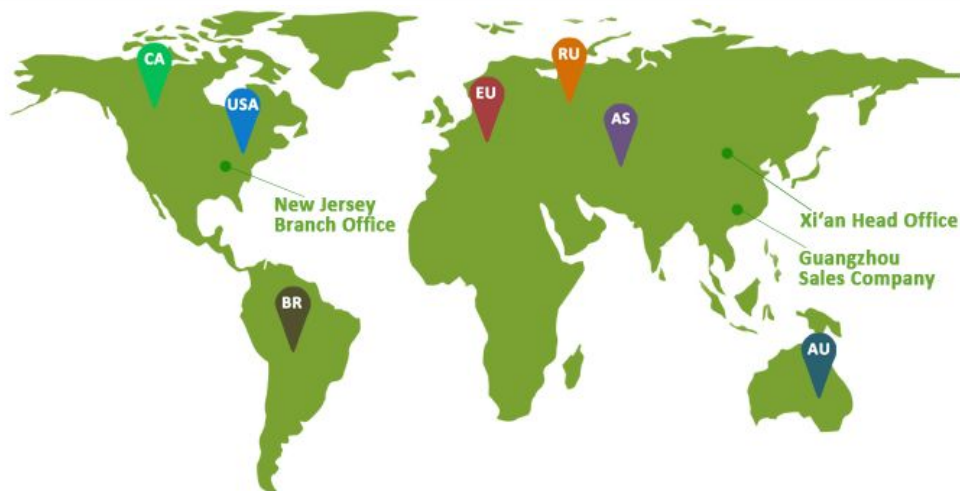 CA
RU
EU
USA
AS
New Jersey
Branch Office
Xi‘an Head Office
Guangzhou
Sales Company
BR
AU